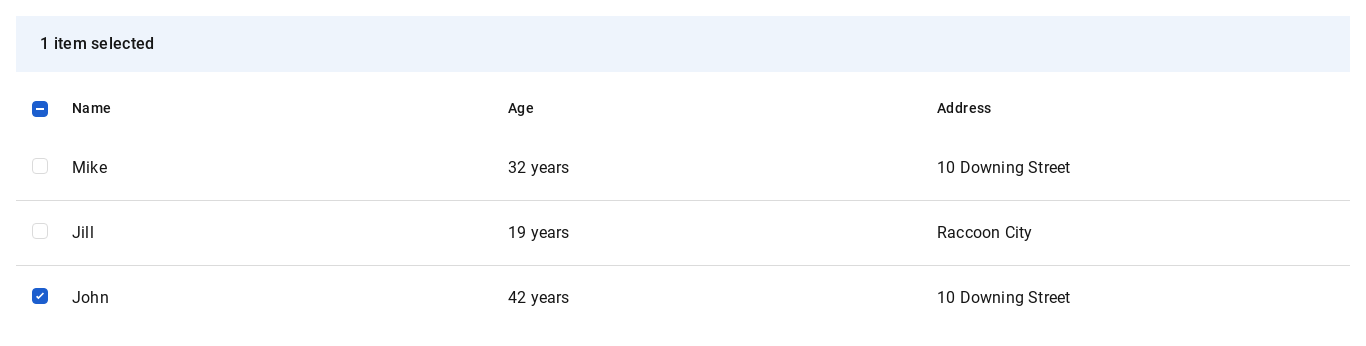 1 item selected
Name Age Address
Mike 32 years 10 Downing Street
Jill 19 years Raccoon City
John 42 years 10 Downing Street